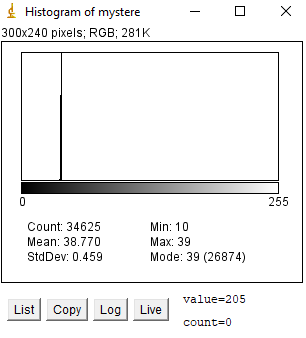 Histogram of mystere
300x240 pixels; RGB; 281K
0 255
Count: 34625 Min: 10
Mean: 38.770 Max: 39
StdDev: 0.459 Mode: 39 (26874)
List Copy Log Live value=205
count=0